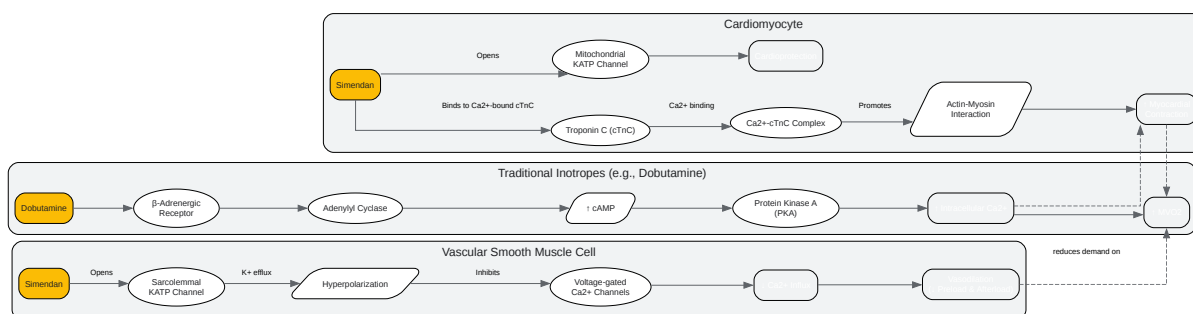 Cardiomyocyte
Opens
Mitochondrial
KATP Channel
Simendan
Binds to Ca2+-bound cTnC
Troponin C (cTnC)
Ca2+ binding
Ca2+-cTnC Complex
Promotes
Actin-Myosin
Interaction
Traditional Inotropes (e.g., Dobutamine)
Dobutamine
β-Adrenergic
Receptor
Adenylyl Cyclase
↑ cAMP
Protein Kinase A
(PKA)
Vascular Smooth Muscle Cell
Simendan
Opens
Sarcolemmal
KATP Channel
K+ efflux
Hyperpolarization
Inhibits
Voltage-gated
Ca2+ Channels
reduces demand on